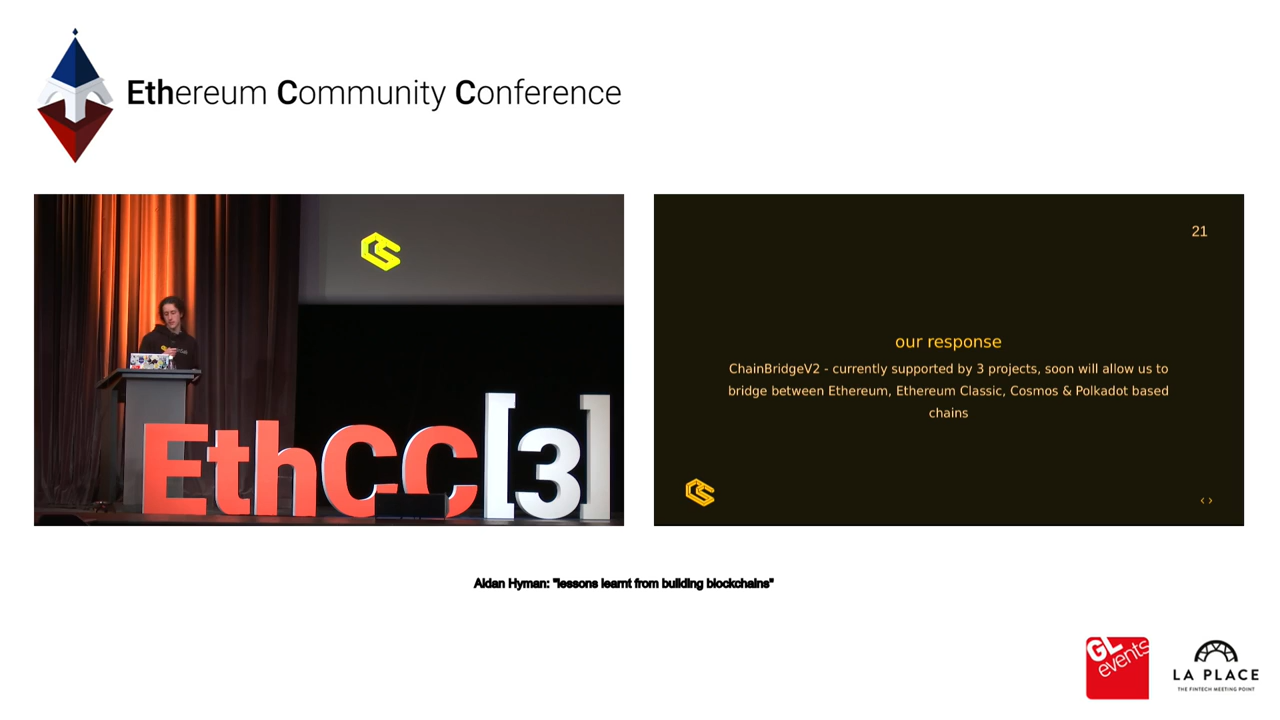 Ethereum Community Conference
EthCC[3]
21
our response
ChainBridgeV2 - currently supported by 3 projects, soon will allow us to
bridge between Ethereum, Ethereum Classic, Cosmos & Polkadot based
chains
< >
Aidan Hyman: "lessons learnt from building blockchains"
GL
events
LA PLACE
THE FINTECH MEETING POINT